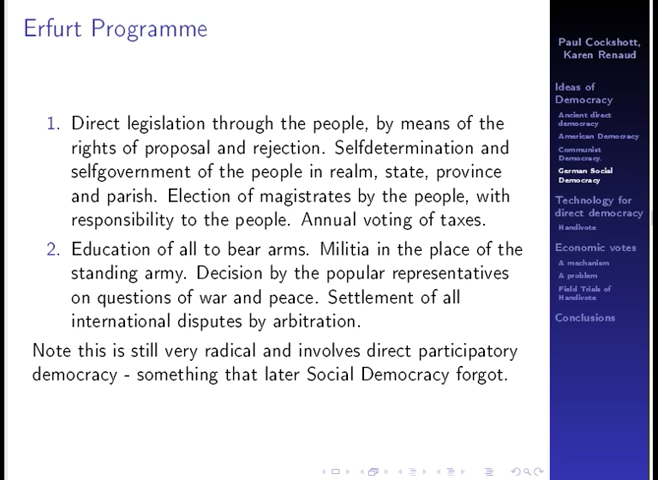 Erfurt Programme
1. Direct legislation through the people, by means of the
rights of proposal and rejection. Selfdetermination and
selfgovernment of the people in realm, state, province
and parish. Election of magistrates by the people, with
responsibility to the people. Annual voting of taxes.
2. Education of all to bear arms. Militia in the place of the
standing army. Decision by the popular representatives
on questions of war and peace. Settlement of all
international disputes by arbitration.
Note this is still very radical and involves direct participatory
democracy - something that later Social Democracy forgot.
Paul Cockshott,
Karen Renaud
Ideas of
Democracy
Ancient direct
democracy
American Democracy
Communist
Democracy.
German Social
Democracy
Technology for
direct democracy
Handivote
Economic votes
A mechanism
A problem
Field Trials of
Handivote
Conclusions